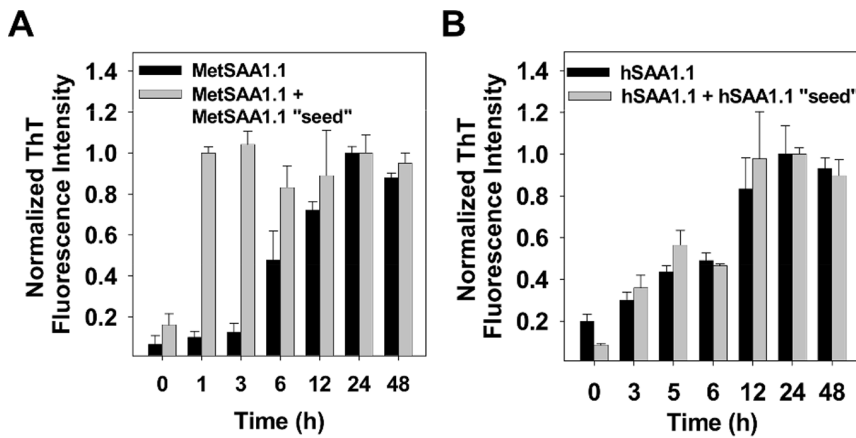 A
Normalized ThT
Fluorescence Intensity
1.4
1.2
1.0
0.8
0.6
0.4
0.2
MetSAA1.1
MetSAA1.1 +
MetSAA1.1 "seed"
0 1 3 6 12 24 48
Time (h)
B
Normalized ThT
Fluorescence Intensity
1.4
1.2
1.0
0.8
0.6
0.4
0.2
hSAA1.1
hSAA1.1 + hSAA1.1 "seed"
0 3 5 6 12 24 48
Time (h)